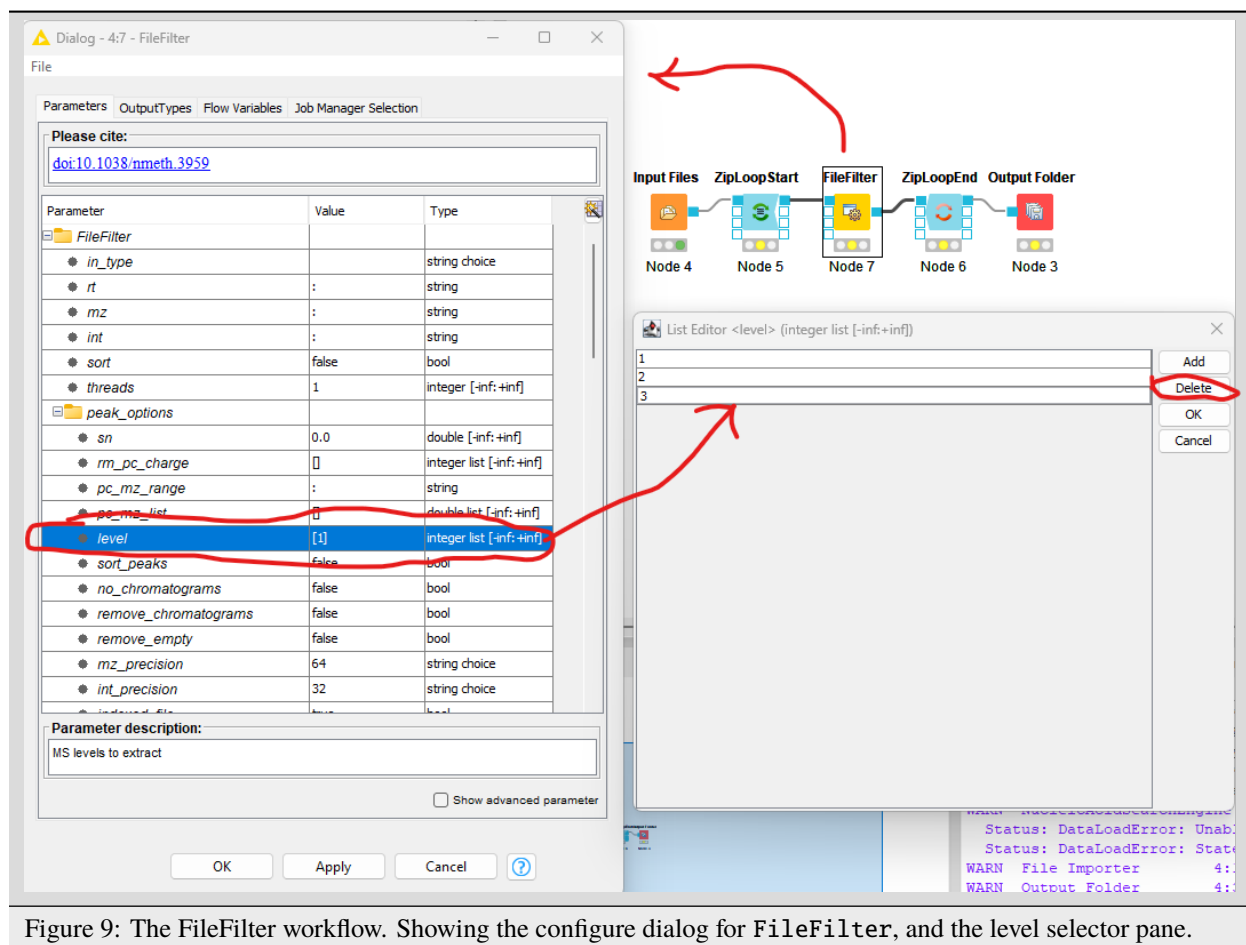 Dialog - 4:7 - FileFilter
File
Parameters OutputTypes Flow Variables Job Manager Selection
Please cite:
doi:10.1038/nmeth.3959
Parameter Value Type
FileFilter
in_type string choice
rt : string
mz : string
int : string
sort false bool
threads 1 integer [-inf:+inf]
peak_options
sn 0.0 double [-inf:+inf]
rm_pc_charge [] integer list [-inf:+inf]
pc_mz_range : string
pc_mz_list [] double list [-inf:+inf]
level [1] integer list [-inf:+inf]
sort_peaks false bool
no_chromatograms false bool
remove_chromatograms false bool
remove_empty false bool
mz_precision 64 string choice
int_precision 32 string choice
indexed_file true bool
Parameter description:
MS levels to extract
Show advanced parameter
OK Apply Cancel ?
Input Files ZipLoopStart FileFilter ZipLoopEnd Output Folder
Node 4 Node 5 Node 7 Node 6 Node 3
List Editor <level> (integer list [-inf:+inf])
1
2
3
Add
Delete
OK
Cancel
WARN NucleicAcidSearchEngine
Status: DataLoadError:
Status: DataLoadError:
WARN File Importer
WARN Output Folder
Figure 9: The FileFilter workflow. Showing the configure dialog for FileFilter, and the level selector pane.